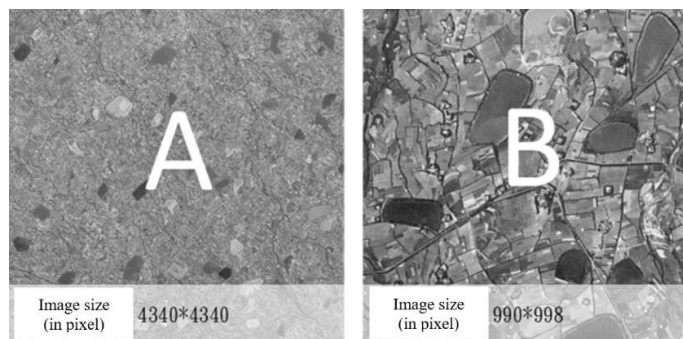 A
B
Image size
(in pixel)
4340*4340
Image size
(in pixel)
990*998